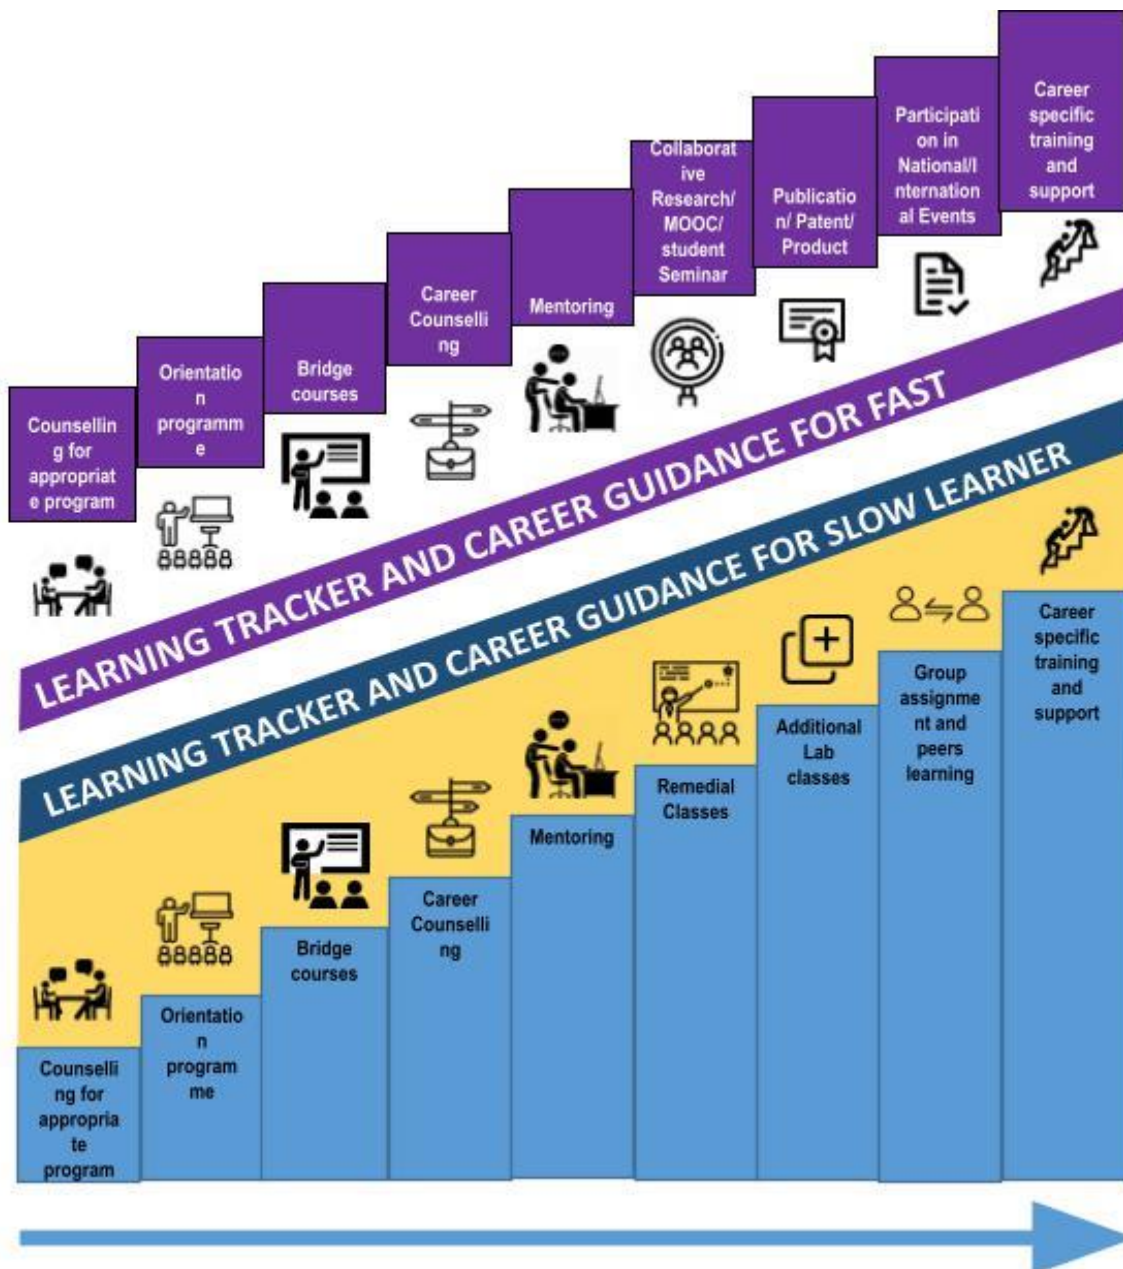 Counsellin
g for
appropriat
e program
Orientatio
n
programm
e
Bridge
courses
Career
Counselli
ng
Mentoring
Collaborat
ive
Research/
MOOC/
student
Seminar
Publicatio
n/ Patent/
Product
Participati
on in
National/I
nternation
al Events
Career
specific
training
and
support
LEARNING TRACKER AND CAREER GUIDANCE FOR FAST
LEARNING TRACKER AND CAREER GUIDANCE FOR SLOW LEARNER
Counselli
ng for
appropria
te
program
Orientatio
n
program
me
Bridge
courses
Career
Counselli
ng
Mentoring
Remedial
Classes
Additional
Lab
classes
Group
assignme
nt and
peers
learning
Career
specific
training
and
support